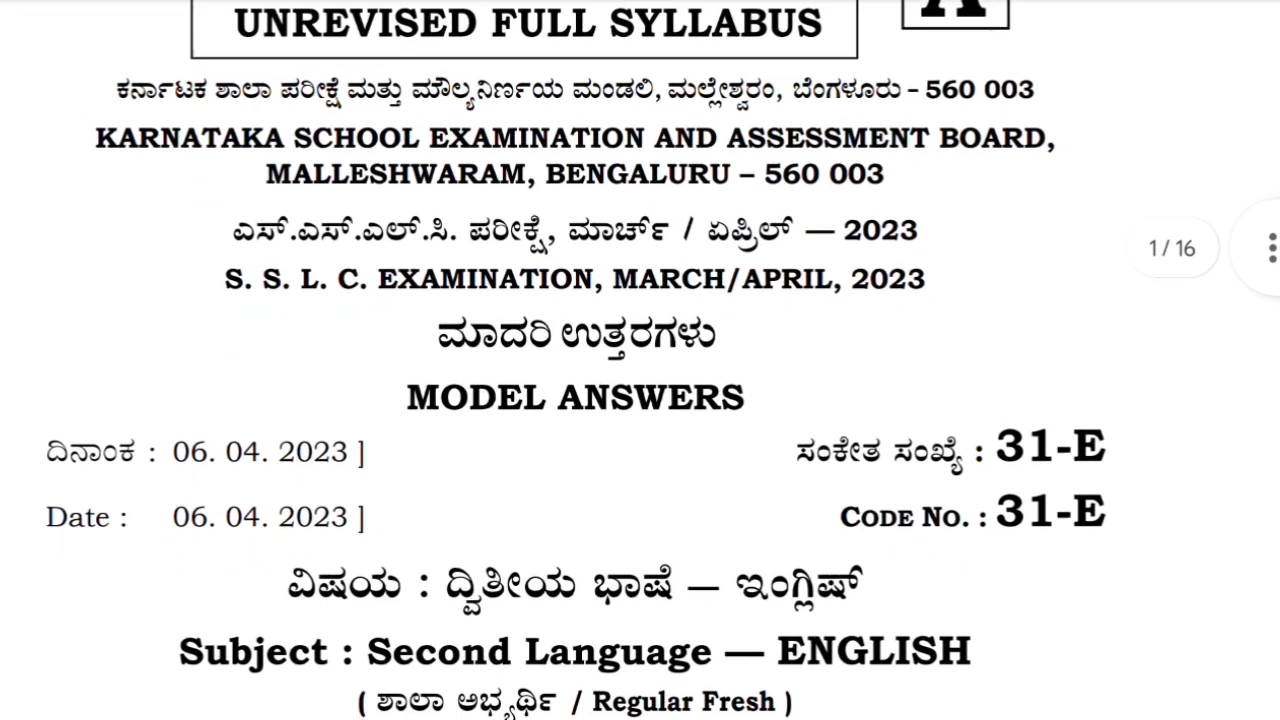 UNREVISED FULL SYLLABUS
A
ಕರ್ನಾಟಕ ಶಾಲಾ ಪರೀಕ್ಷೆ ಮತ್ತು ಮೌಲ್ಯನಿರ್ಣಯ ಮಂಡಲಿ, ಮಲ್ಲೇಶ್ವರಂ, ಬೆಂಗಳೂರು – 560 003
KARNATAKA SCHOOL EXAMINATION AND ASSESSMENT BOARD,
MALLESHWARAM, BENGALURU – 560 003
ಎಸ್.ಎಸ್.ಎಲ್.ಸಿ. ಪರೀಕ್ಷೆ, ಮಾರ್ಚ್ / ಏಪ್ರಿಲ್ — 2023
1 / 16
S. S. L. C. EXAMINATION, MARCH/APRIL, 2023
ಮಾದರಿ ಉತ್ತರಗಳು
MODEL ANSWERS
ದಿನಾಂಕ : 06. 04. 2023 ] ಸಂಕೇತ ಸಂಖ್ಯೆ : 31-E
Date : 06. 04. 2023 ] CODE NO. : 31-E
ವಿಷಯ : ದ್ವಿತೀಯ ಭಾಷೆ — ಇಂಗ್ಲಿಷ್
Subject : Second Language — ENGLISH
( ಶಾಲಾ ಅಭ್ಯರ್ಥಿ / Regular Fresh )